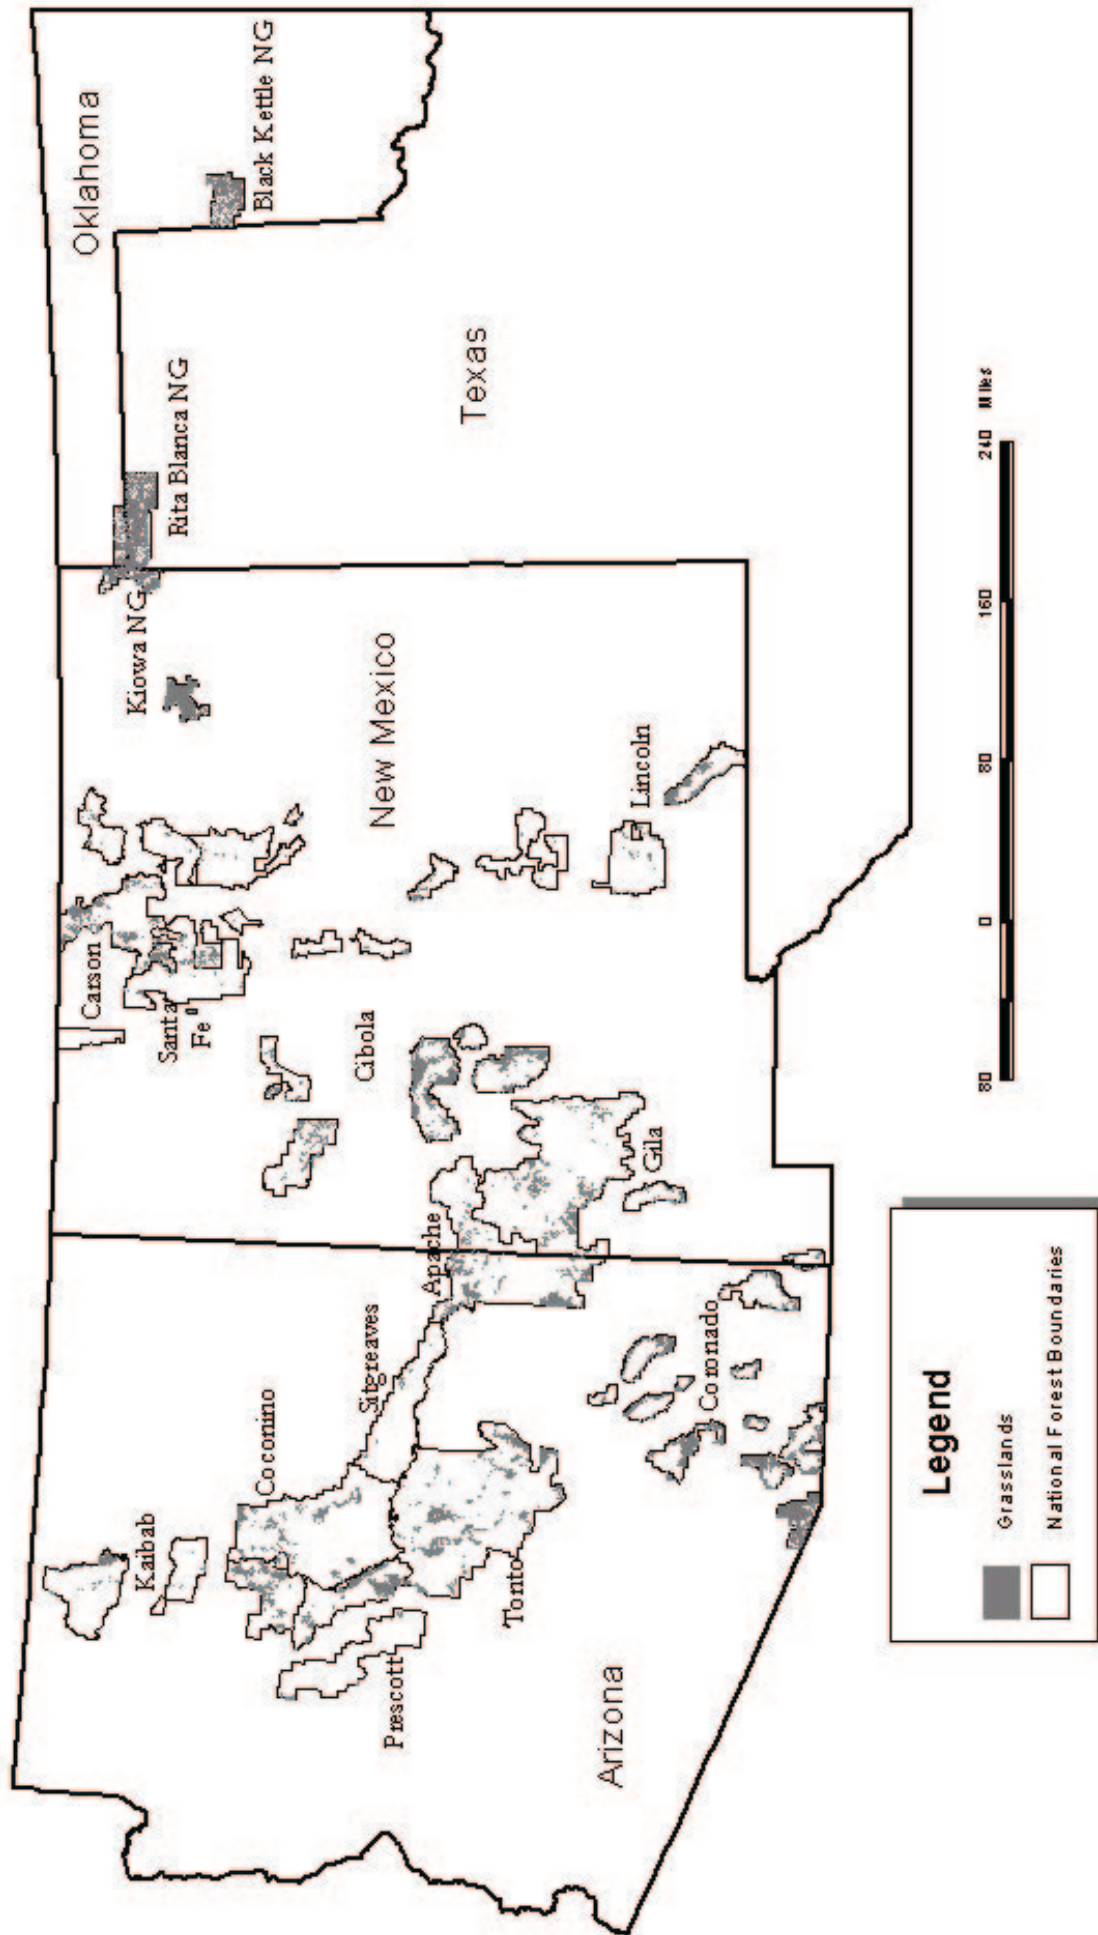 Oklahoma
Black Kettle NG
Rita Blanca NG
Kiowa NG
Texas
New Mexico
Carson
Santa
Fe
Cibola
Lincoln
Gila
Apache
Sitgreaves
Coconino
Kaibab
Coronado
Tonto
Prescott
Arizona
80 0 80 160 240 Miles
Legend
Grasslands
National Forest Boundaries